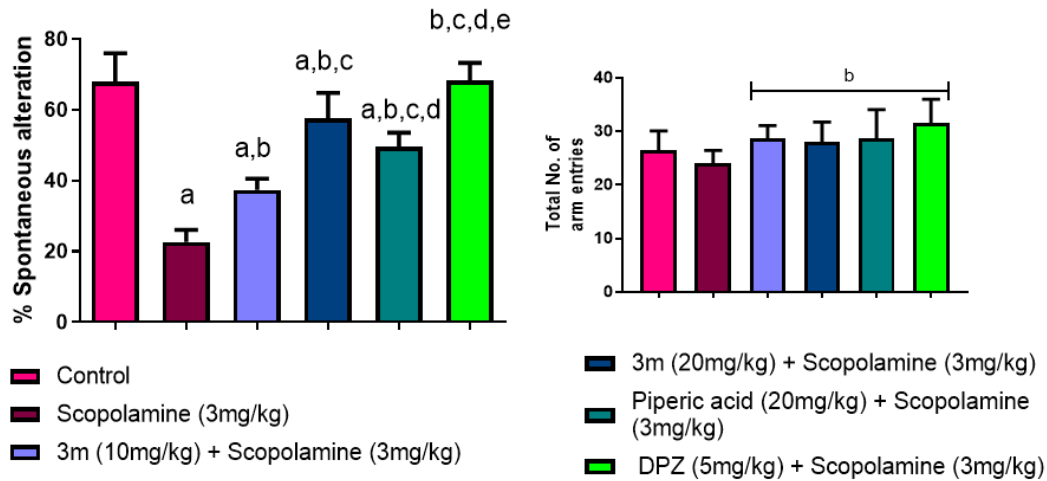 % Spontaneous alteration
80
60
40
20
0
a
a,b
a,b,c
a,b,c,d
b,c,d,e
Total No. of
arm entries
40
30
20
10
0
b
Control
Scopolamine (3mg/kg)
3m (10mg/kg) + Scopolamine (3mg/kg)
3m (20mg/kg) + Scopolamine (3mg/kg)
Piperic acid (20mg/kg) + Scopolamine
(3mg/kg)
DPZ (5mg/kg) + Scopolamine (3mg/kg)